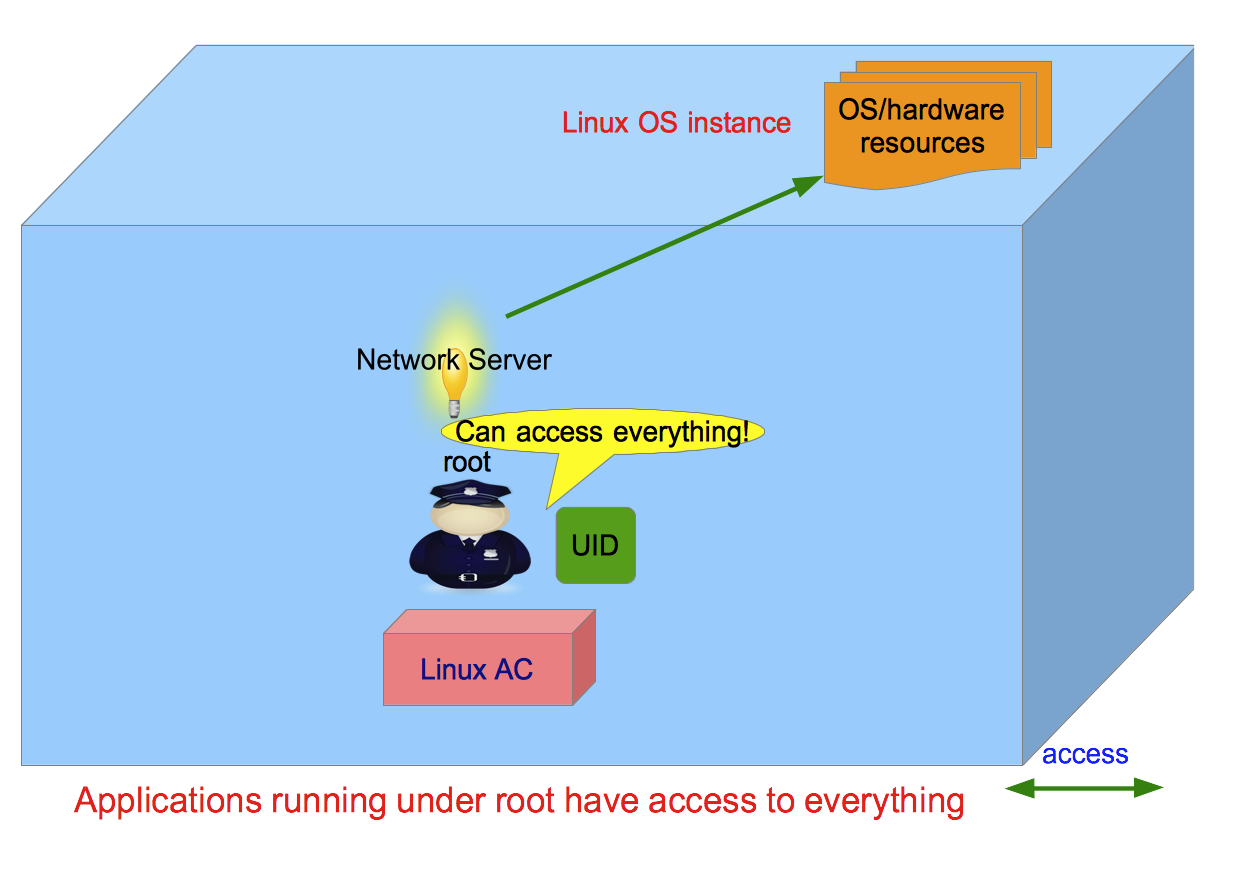 Linux OS instance
OS/hardware
resources
Network Server
Can access everything!
root
UID
Linux AC
access
Applications running under root have access to everything